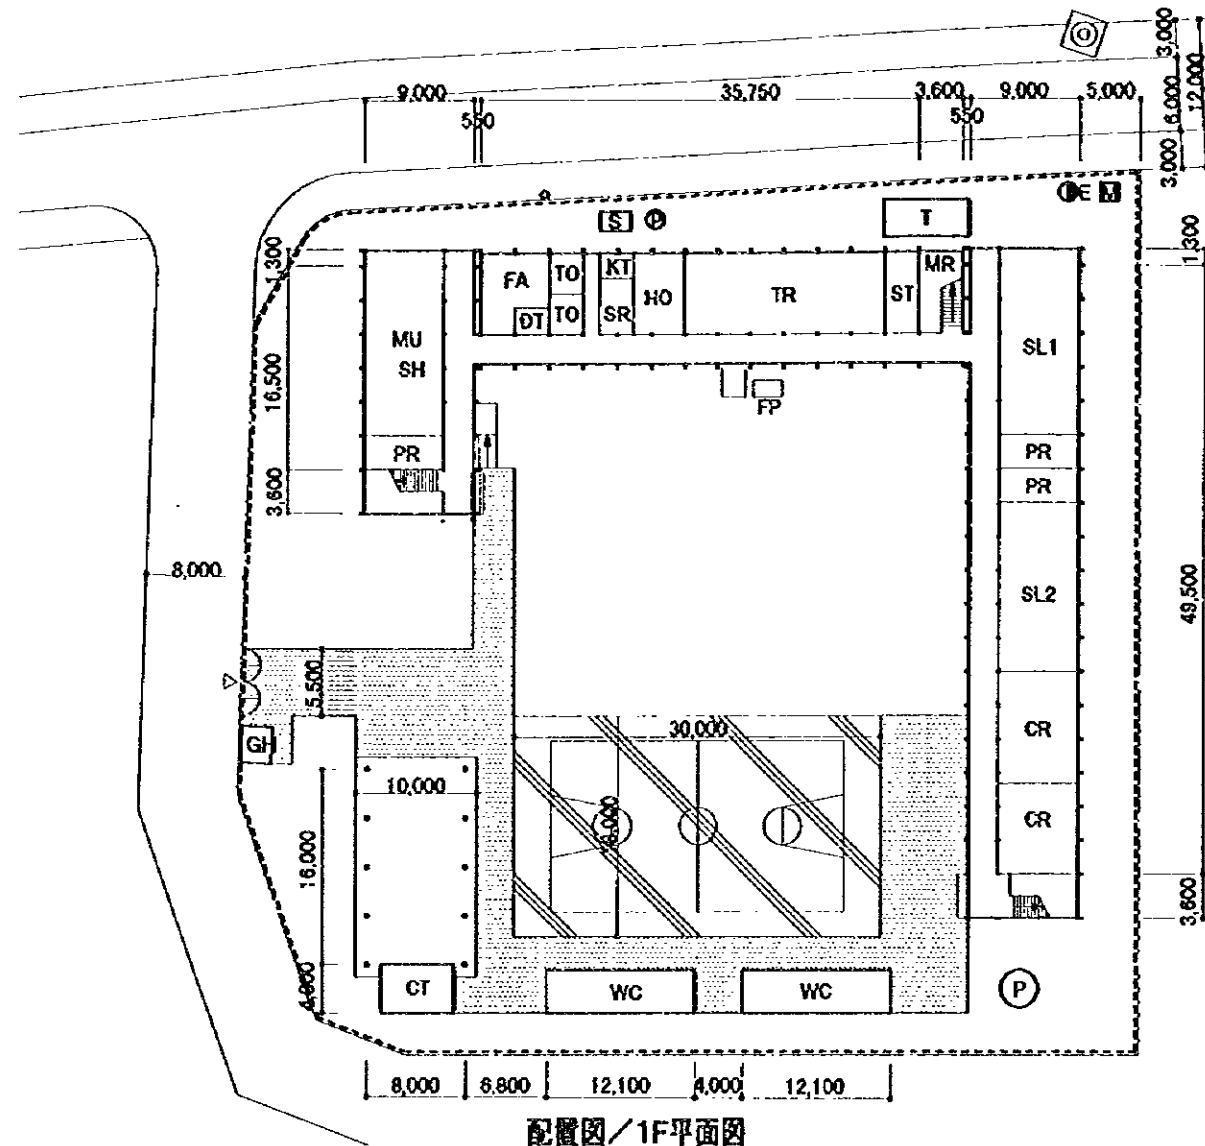 3,000
12,000
6,000
3,000
9,000
550
35,750
3,600
550
9,000
5,000
E M
S P
T
1,300
1,300
FA
TO
KT
HO
TR
ST
MR
DT
TO
SR
MU
SH
SL1
16,500
FP
PR
PR
PR
3,600
8,000
SL2
49,500
5,500
30,000
CR
GH
10,000
18,000
CR
16,000
3,600
4,000
CT
WC
WC
P
8,000
6,800
12,100
4,000
12,100
配置図/1F平面図